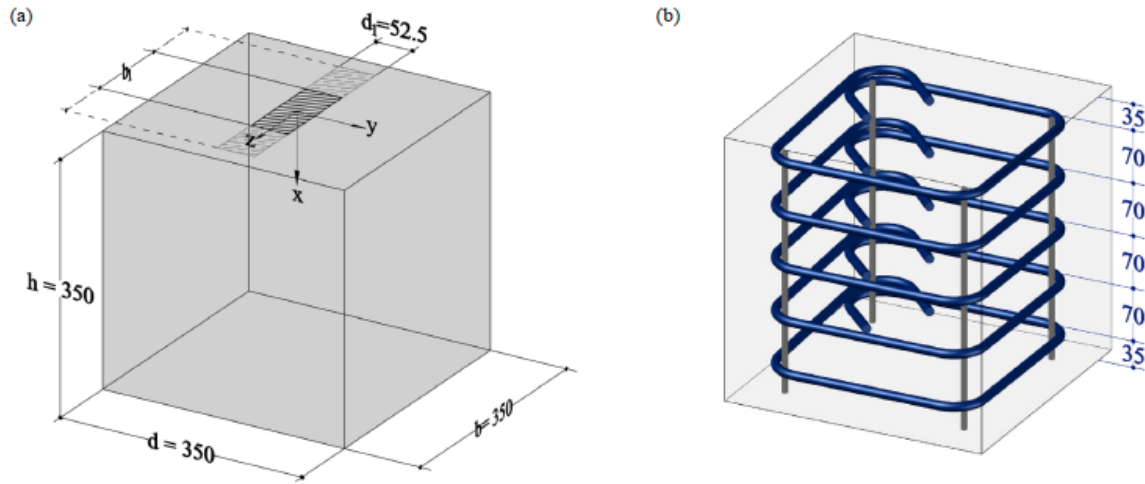 (a)
d₁=52.5
b₁
y
z
x
h = 350
d = 350
b = 350
(b)
35
70
70
70
70
35